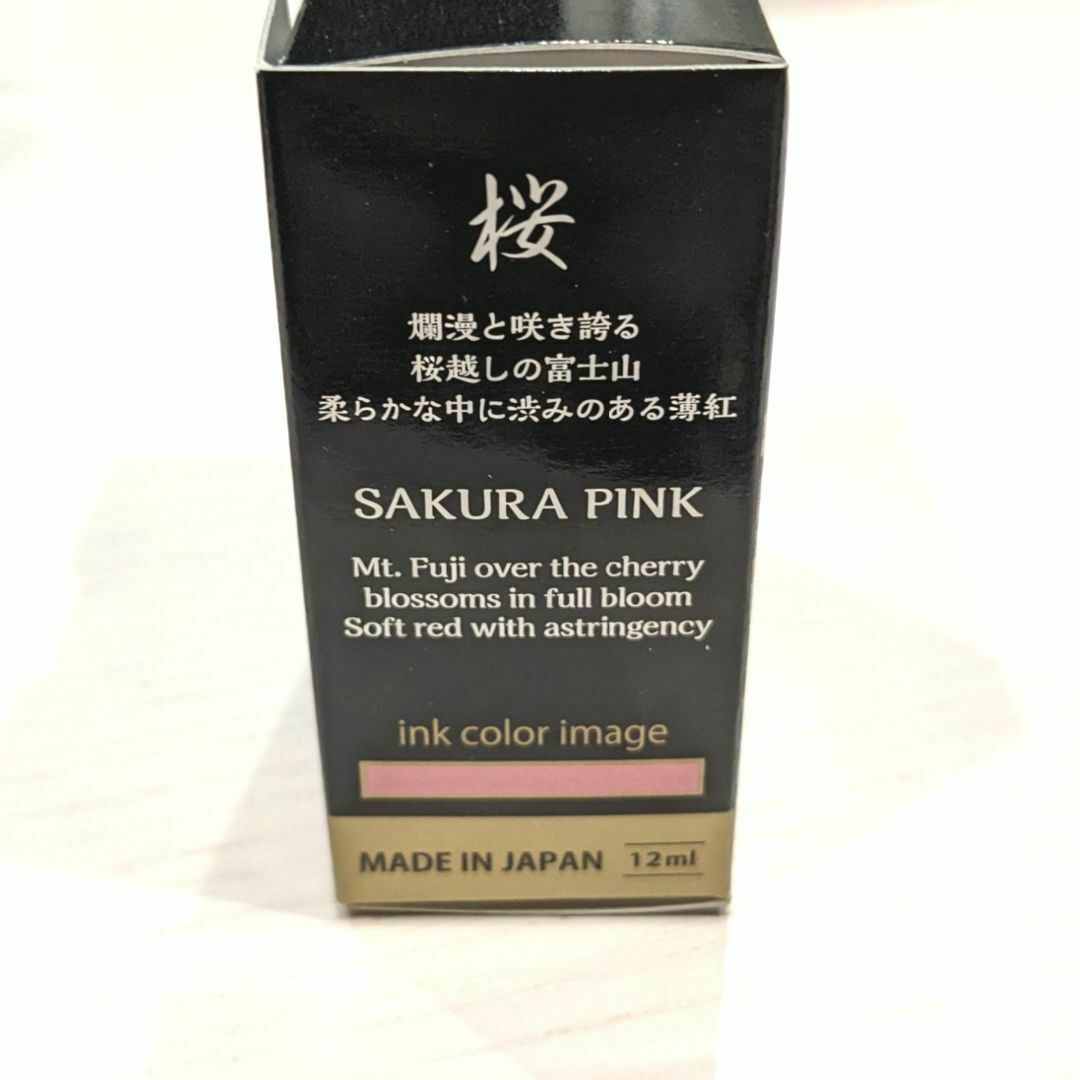 桜
爛漫と咲き誇る
桜越しの富士山
柔らかな中に渋みのある薄紅
SAKURA PINK
Mt. Fuji over the cherry
blossoms in full bloom
Soft red with astringency
ink color image
MADE IN JAPAN 12ml